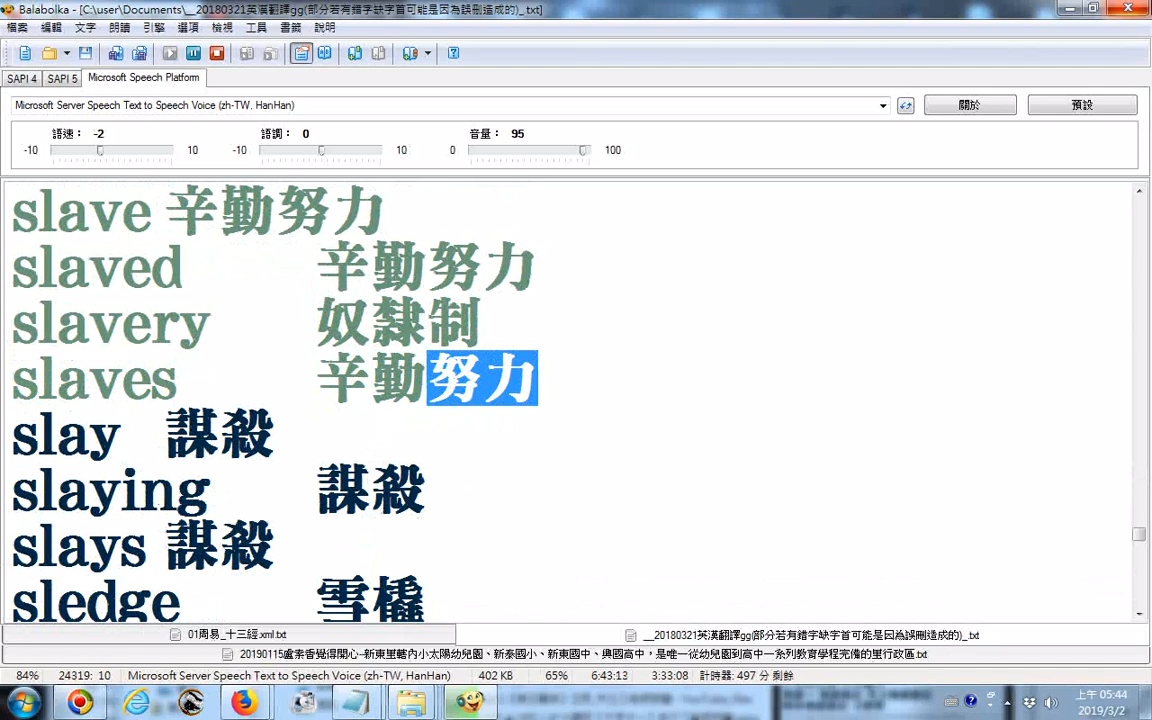 Balabolka - [C:\user\Documents\__20180321英漢翻譯gg(部分若有錯字缺字首可能是因為誤刪造成的)_.txt]
檔案 編輯 文字 朗讀 引擎 選項 檢視 工具 書籤 說明
SAPI 4 SAPI 5 Microsoft Speech Platform
Microsoft Server Speech Text to Speech Voice (zh-TW, HanHan) 關於 預設
語速： -2 語調： 0 音量： 95
-10 10 -10 10 0 100
slave 辛勤努力
slaved 辛勤努力
slavery 奴隸制
slaves 辛勤努力
slay 謀殺
slaying 謀殺
slays 謀殺
sledge 雪橇
01周易_十三經.xml.txt __20180321英漢翻譯gg(部分若有錯字缺字首可能是因為誤刪造成的)_.txt
20190115盧素香覺得開心-新東里轄內小太陽幼兒園、新泰國小、新東國中、興國高中，是唯一從幼兒園到高中一系列教育學程完備的里行政區.txt
84% 24319: 10 Microsoft Server Speech Text to Speech Voice (zh-TW, HanHan) 402 KB 65% 6:43:13 3:33:08 計時器: 497 分 剩餘
上午 05:44
2019/3/2